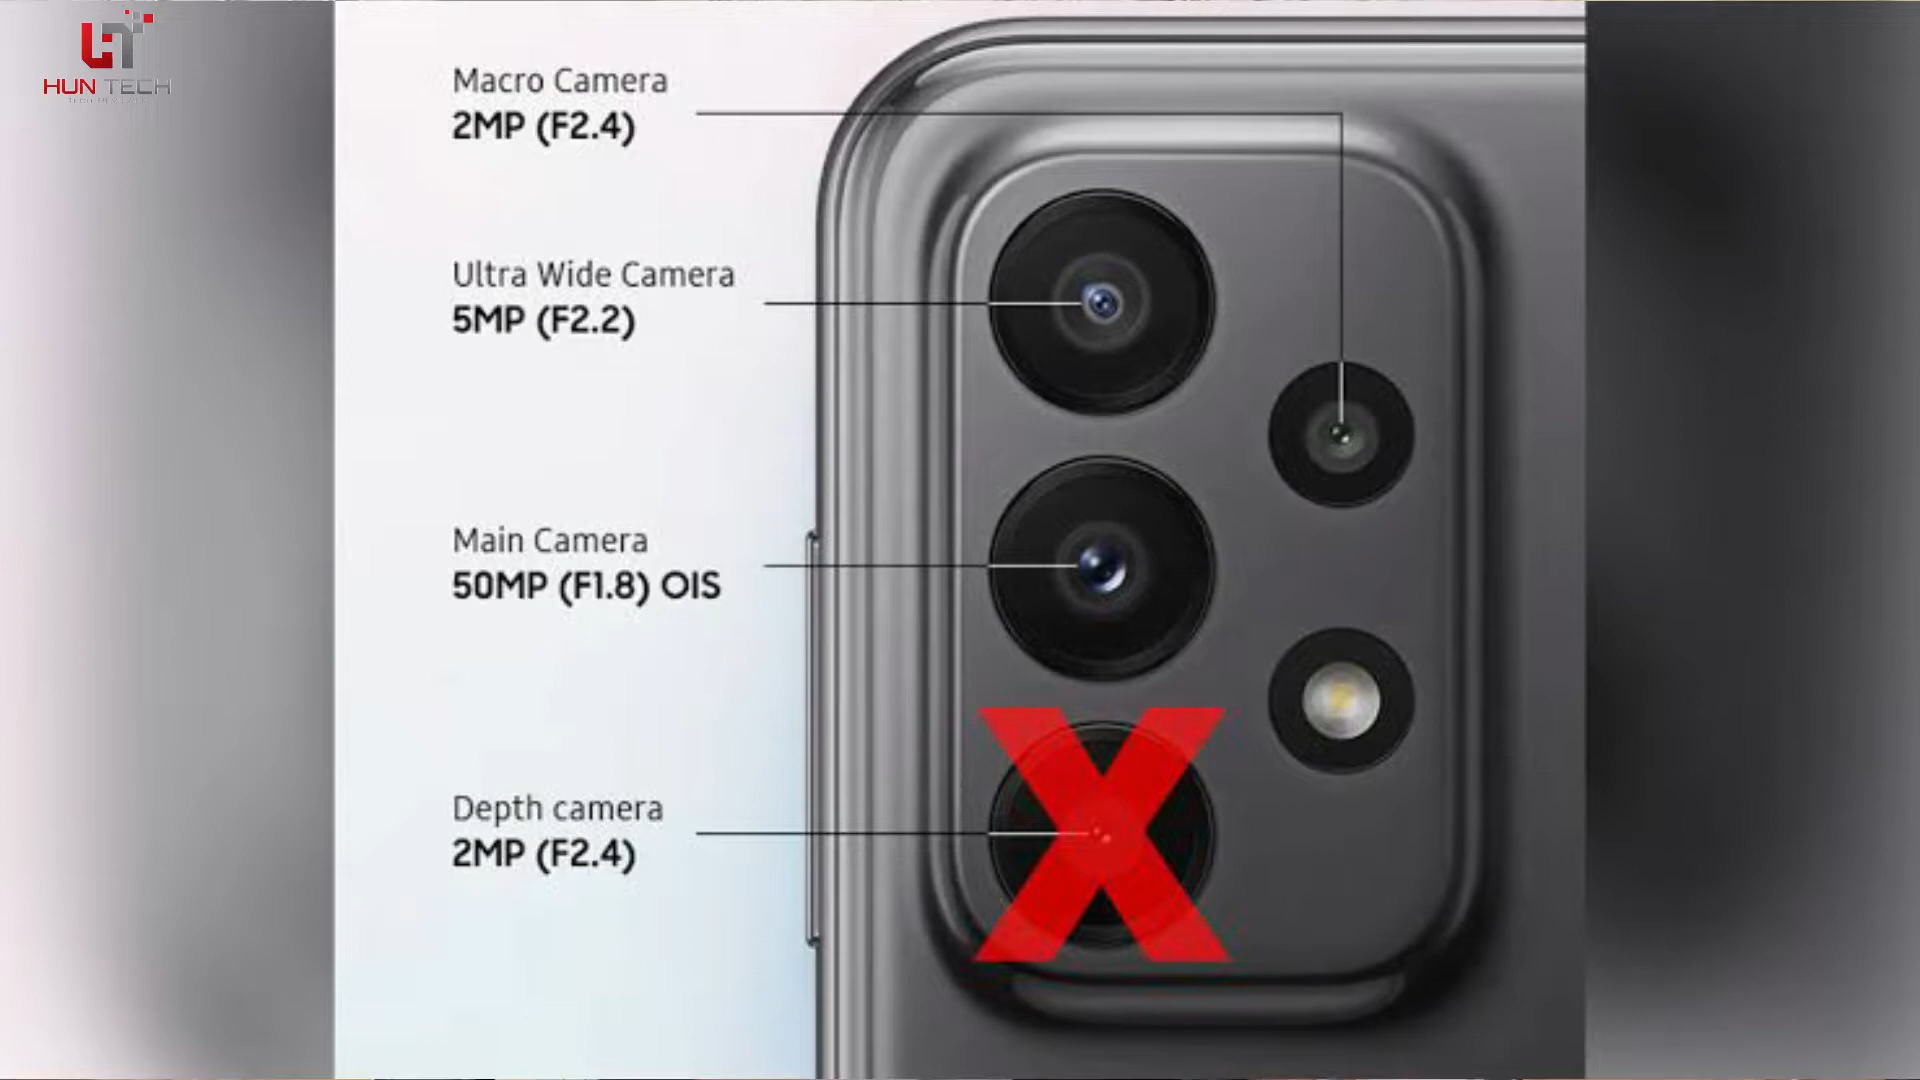 HUN TECH
Macro Camera
2MP (F2.4)
Ultra Wide Camera
5MP (F2.2)
Main Camera
50MP (F1.8) OIS
Depth camera
2MP (F2.4)
X